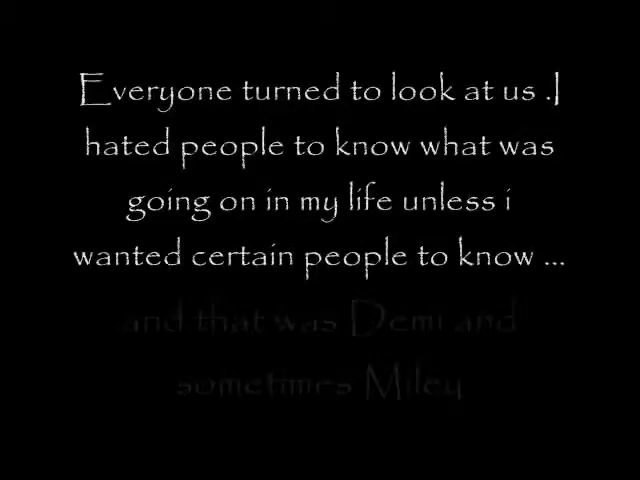 Everyone turned to look at us .I
hated people to know what was
going on in my life unless i
wanted certain people to know ...
and that was Demi and
sometimes Miley